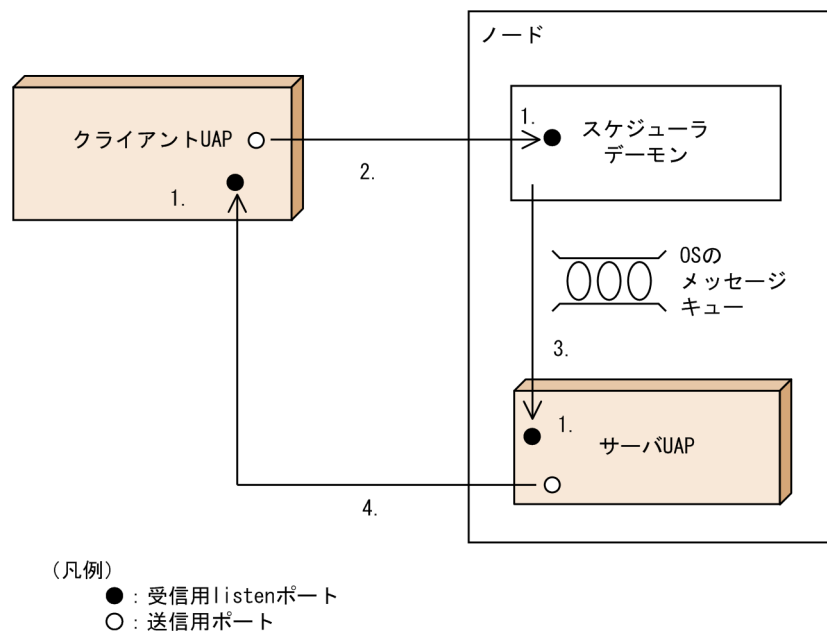 ノード
クライアントUAP
1.
2.
1.
スケジューラ
デーモン
OSの
メッセージ
キュー
3.
1.
サーバUAP
4.
(凡例)
●：受信用listenポート
○：送信用ポート